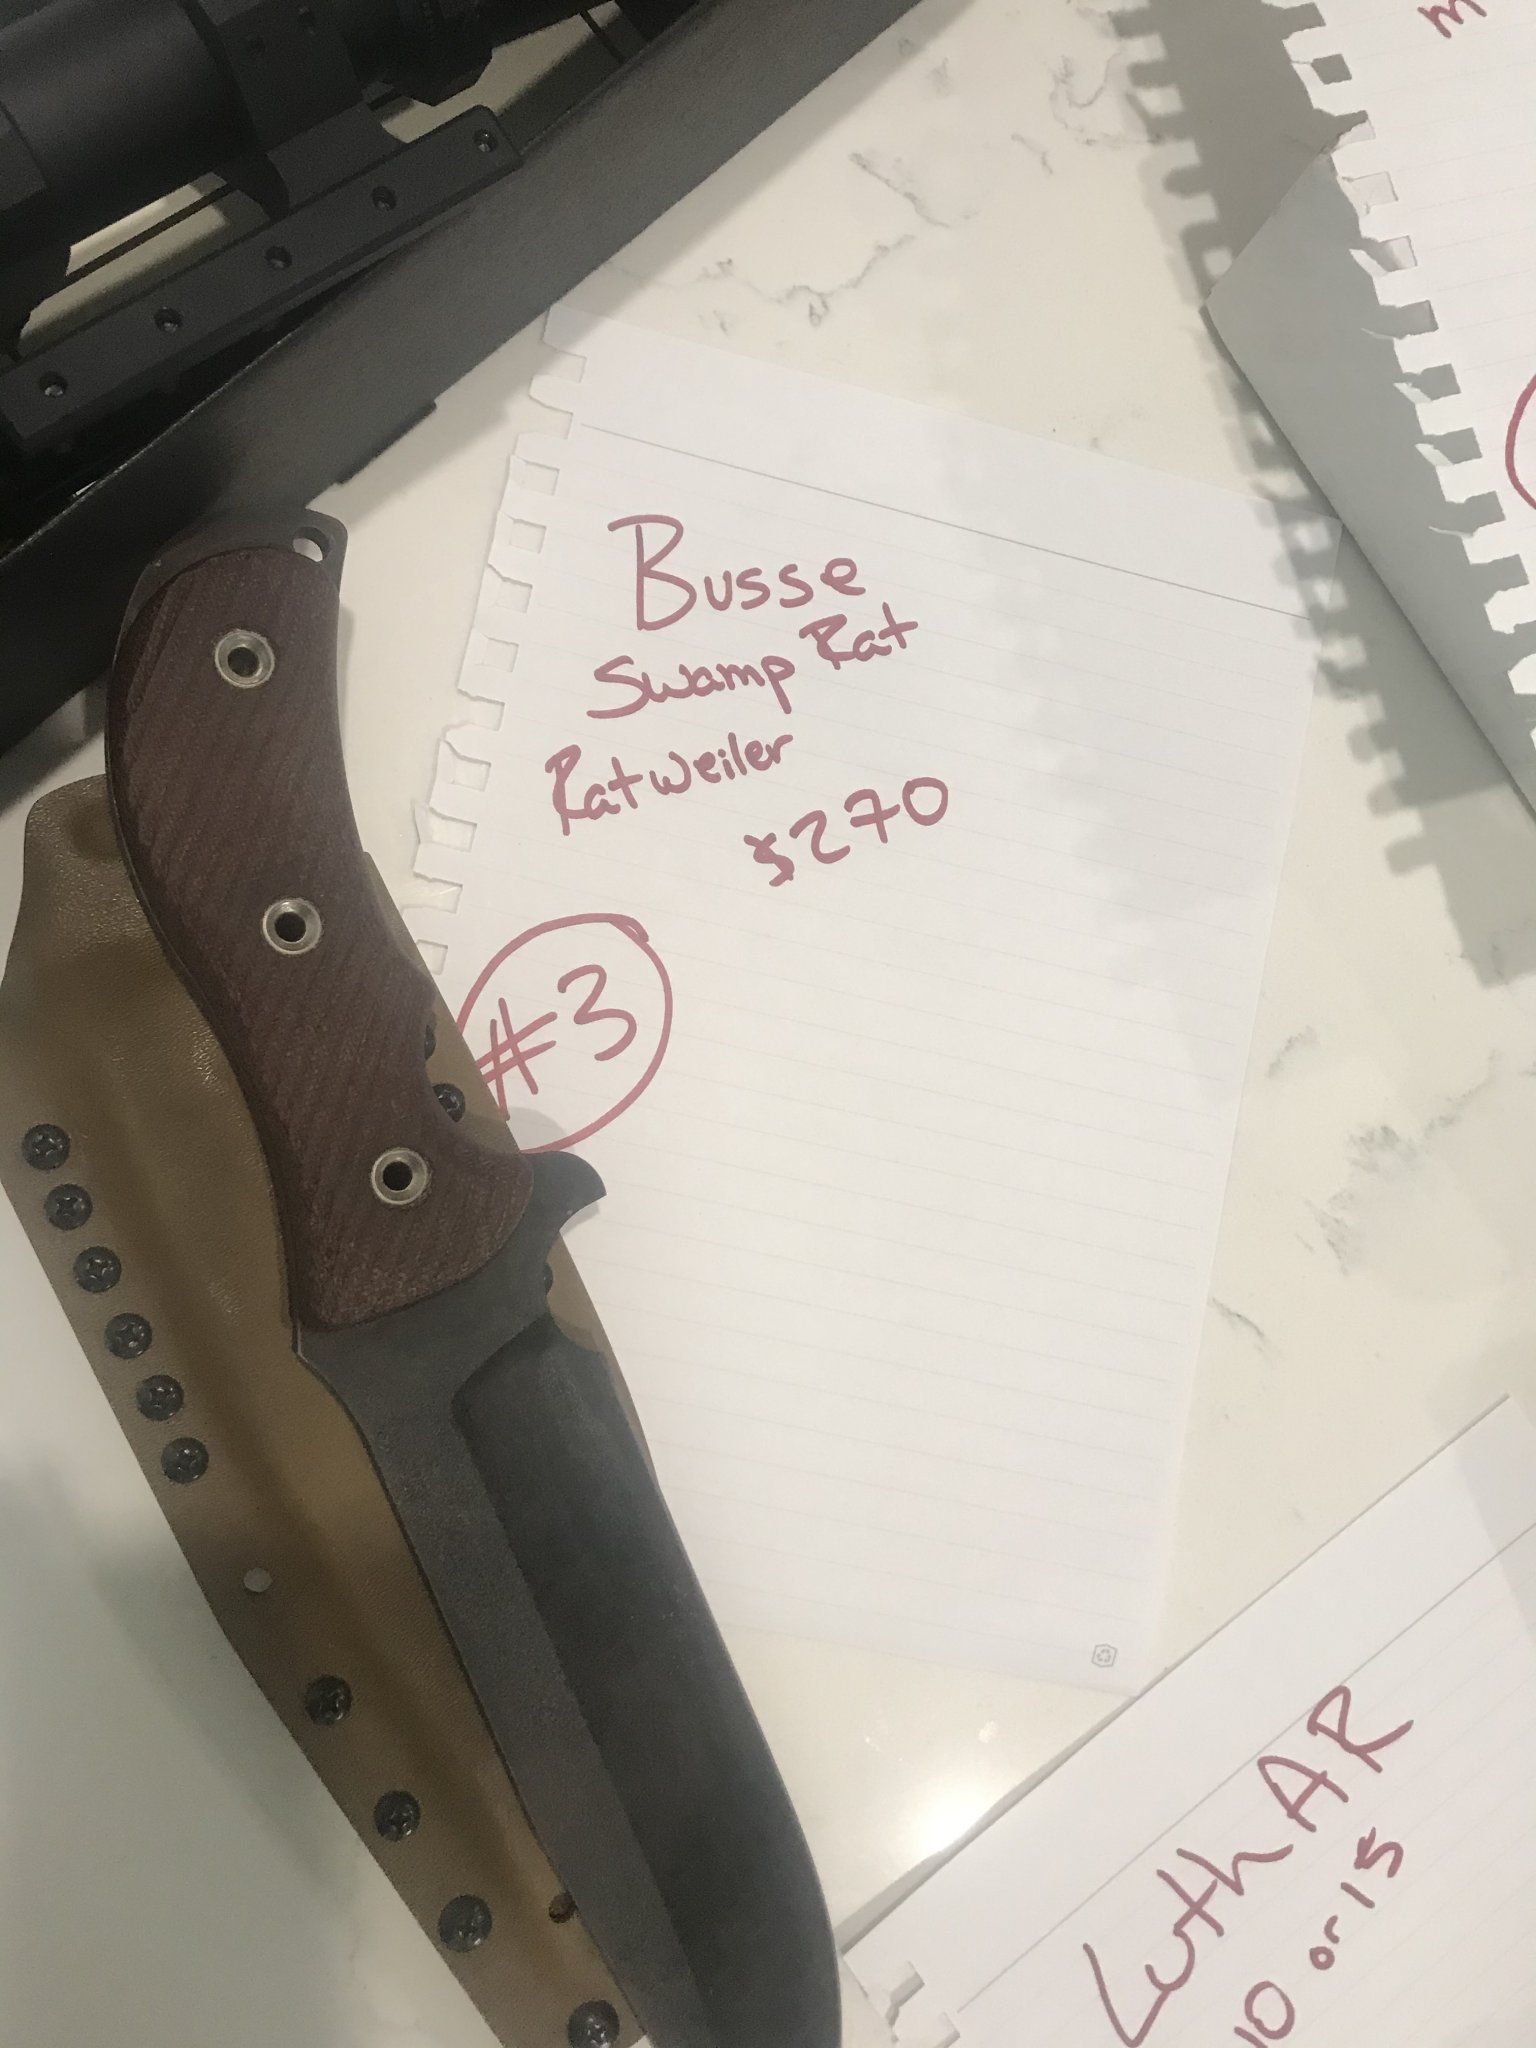 Busse
Swamp Rat
Ratweiler
$270
#3
Luth AR
10 or 15